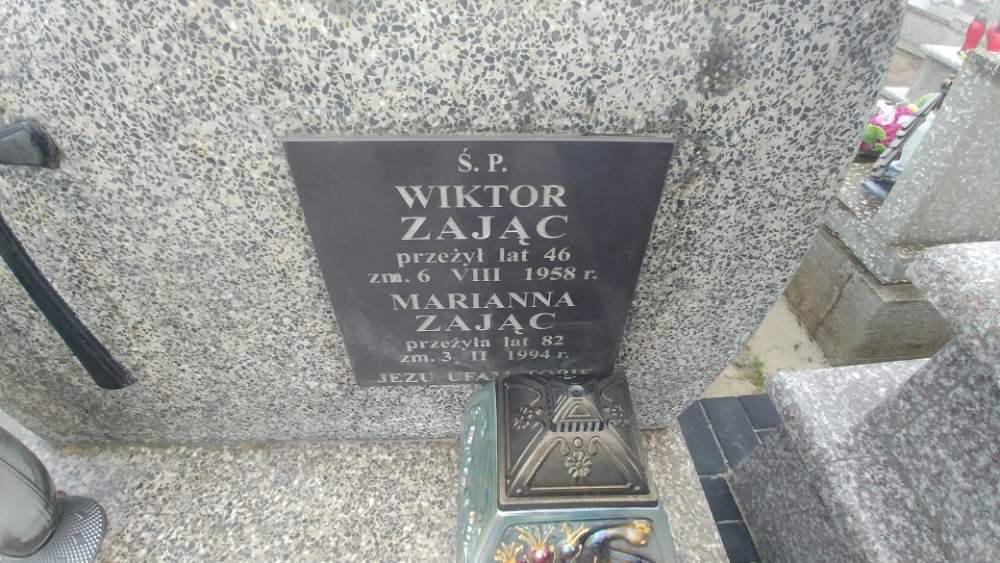 Ś. P.
WIKTOR
ZAJĄC
przeżył lat 46
zm. 6 VIII 1958 r.
MARIANNA
ZAJĄC
przeżyła lat 82
zm. 3 II 1994 r.
JEZU UFAM TOBIE